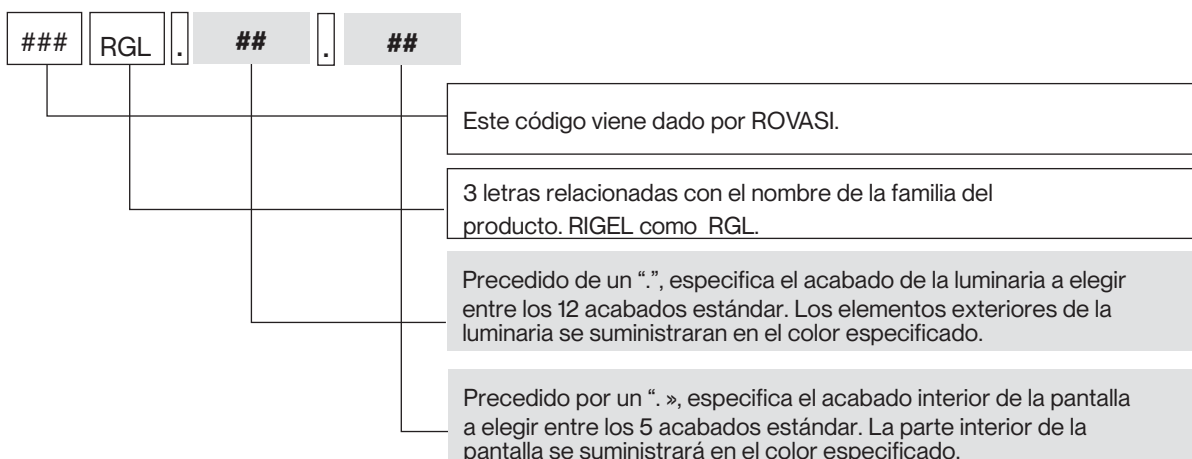 ### RGL . ## . ##
Este código viene dado por ROVASI.
3 letras relacionadas con el nombre de la familia del
producto. RIGEL como  RGL.
Precedido de un “.”, especifica el acabado de la luminaria a elegir
entre los 12 acabados estándar. Los elementos exteriores de la
luminaria se suministraran en el color especificado.
Precedido por un “. », especifica el acabado interior de la pantalla
a elegir entre los 5 acabados estándar. La parte interior de la
pantalla se suministrará en el color especificado.